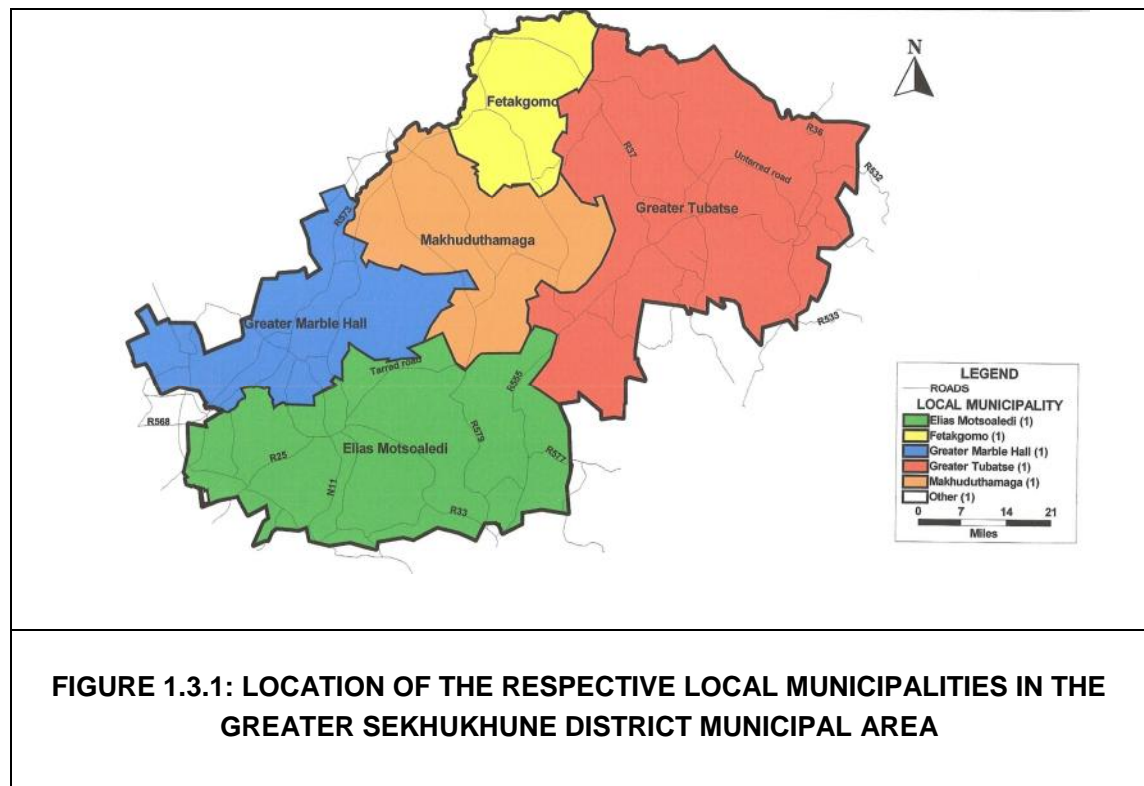 N
Fetakgomo
R37
R36
Untarred road
R532
Greater Tubatse
R573
Makhuduthamaga
Greater Marble Hall
R535
Tarred road
R555
R568
R579
Elias Motsoaledi
R577
R25
N11
R33
LEGEND
ROADS
LOCAL MUNICIPALITY
Elias Motsoaledi (1)
Fetakgomo (1)
Greater Marble Hall (1)
Greater Tubatse (1)
Makhuduthamaga (1)
Other (1)
0 7 14 21
Miles
FIGURE 1.3.1: LOCATION OF THE RESPECTIVE LOCAL MUNICIPALITIES IN THE
GREATER SEKHUKHUNE DISTRICT MUNICIPAL AREA